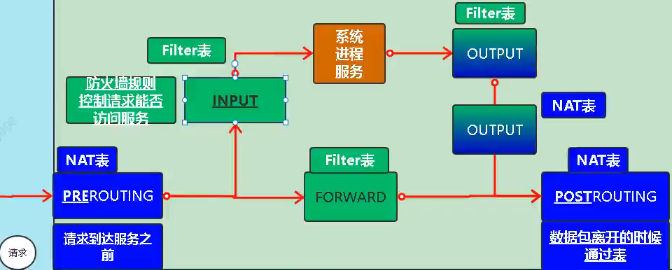 Filter表
Filter表
系统
进程
服务
OUTPUT
防火墙规则
控制请求能否
访问服务
INPUT
OUTPUT
NAT表
NAT表
Filter表
NAT表
PREROUTING
FORWARD
POSTROUTING
请求到达服务之
前
数据包离开的时候
通过表
请求